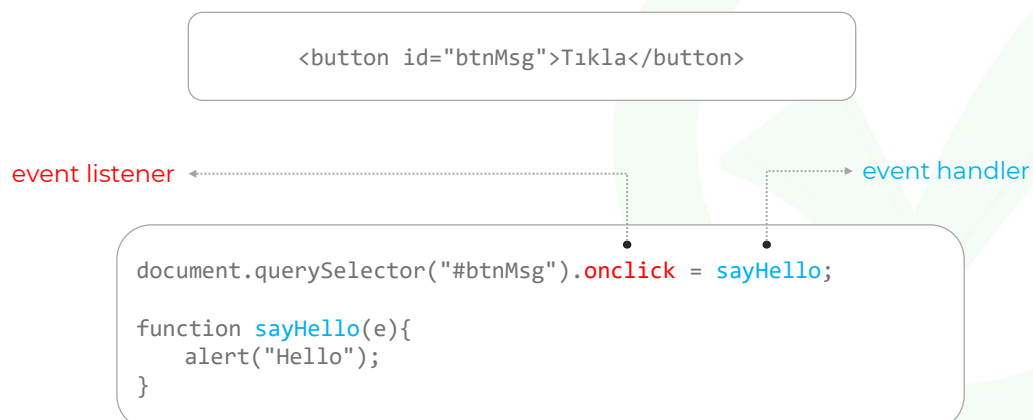 <button id="btnMsg">Tıkla</button>
event listener
event handler
document.querySelector("#btnMsg").onclick = sayHello;
function sayHello(e){
alert("Hello");
}